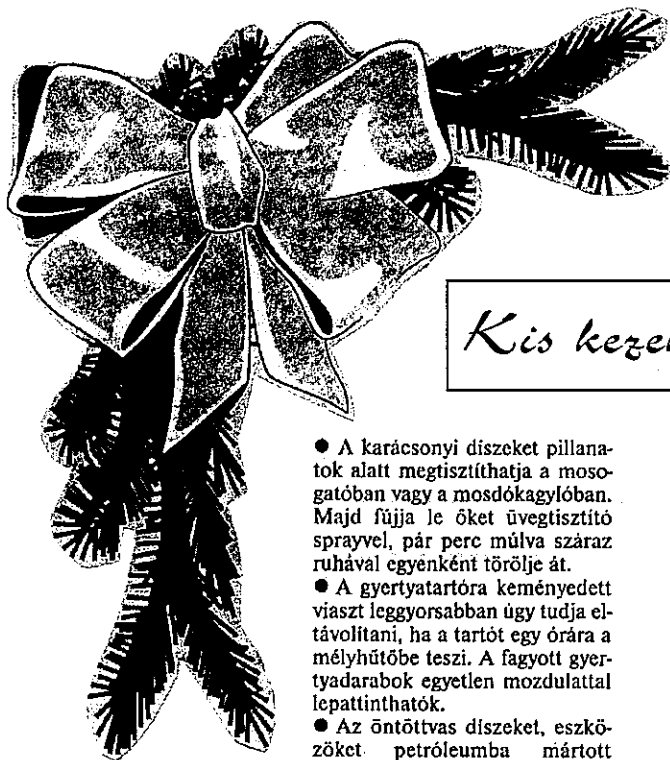 Kis
● A karácsonyi díszeket pillana-
tok alatt megtisztíthatja a moso-
gatóban vagy a mosdókagylóban.
Majd fújja le őket üvegtisztító
sprayvel, pár perc múlva száraz
ruhával egyenként törölje át.
● A gyertyatartóra keményedett
viaszt leggyorsabban úgy tudja el-
távolítani, ha a tartót egy órára a
mélyhűtőbe teszi. A fagyott gyer-
tyadarabok egyetlen mozdulattal
lepattinthatók.
● Az öntöttvas díszeket, eszkö-
zöket petróleumba mártott